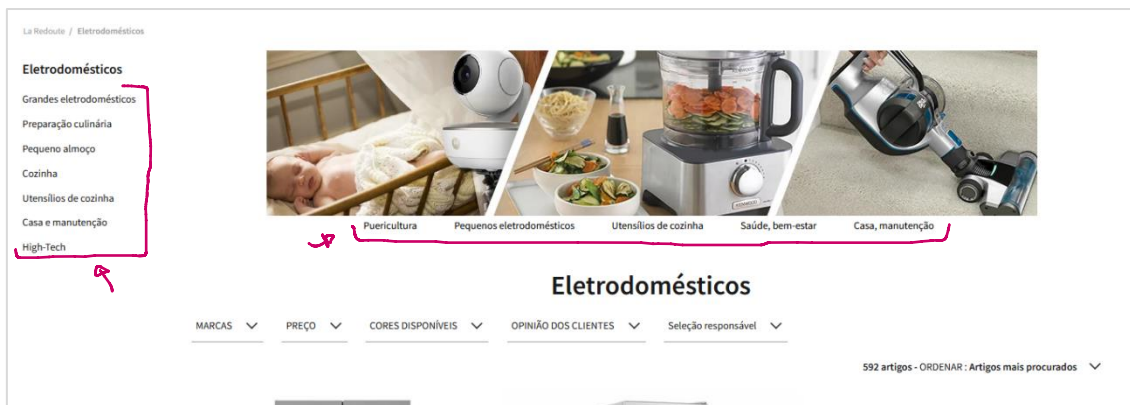 La Redoute / Eletrodomésticos
Eletrodomésticos
Grandes eletrodomésticos
Preparação culinária
Pequeno almoço
Cozinha
Utensílios de cozinha
Casa e manutenção
High-Tech
KENWOOD
Puericultura Pequenos eletrodomésticos Utensílios de cozinha Saúde, bem-estar Casa, manutenção
Eletrodomésticos
MARCAS PREÇO CORES DISPONÍVEIS OPINIÃO DOS CLIENTES Seleção responsável
592 artigos - ORDENAR : Artigos mais procurados